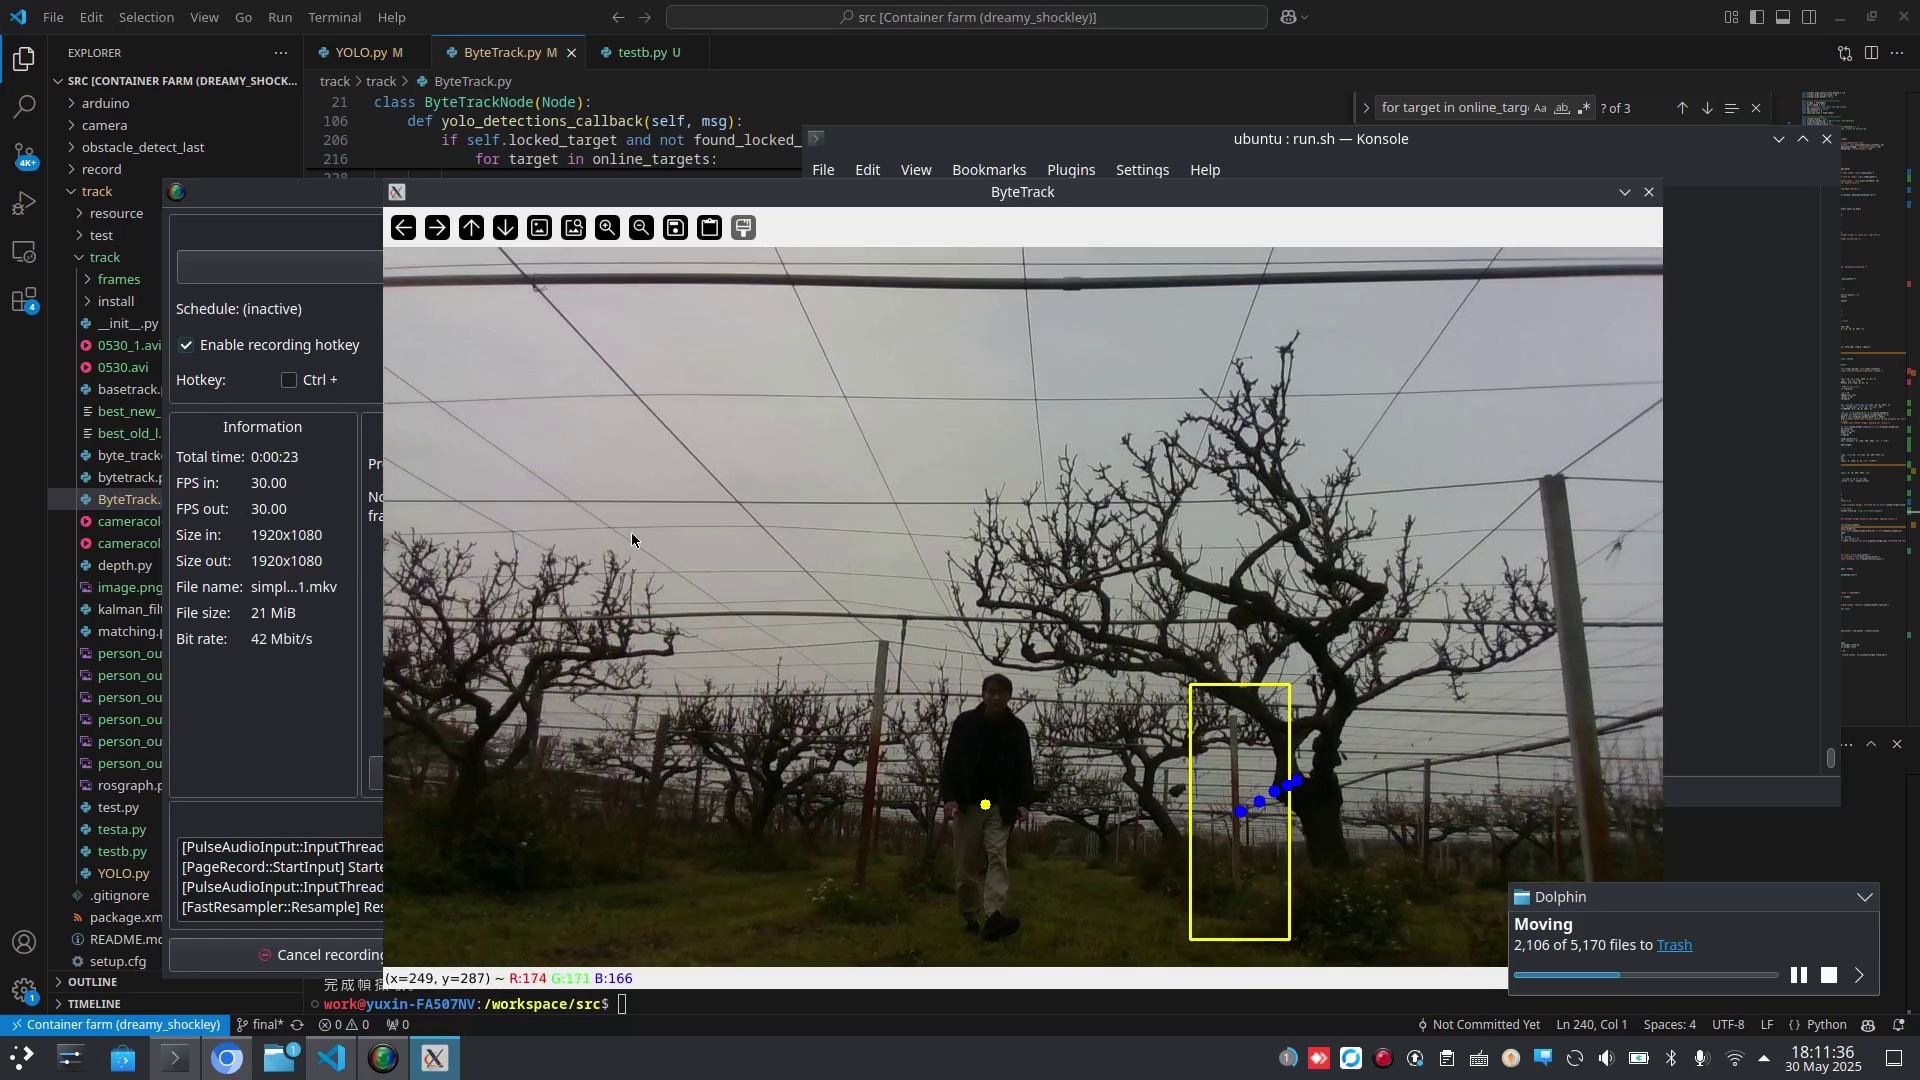 File Edit Selection View Go Run Terminal Help
src [Container farm (dreamy_shockley)]
EXPLORER
YOLO.py M
ByteTrack.py M
testb.py U
SRC [CONTAINER FARM (DREAMY_SHOCK...
track > track > ByteTrack.py
arduino
21 class ByteTrackNode(Node):
for target in online_targ
Aa ab ? of 3
camera
106 def yolo_detections_callback(self, msg):
obstacle_detect_last
206 if self.locked_target and not found_locked_
ubuntu : run.sh — Konsole
4K+
record
216 for target in online_targets:
File Edit View Bookmarks Plugins Settings Help
track
ByteTrack
resource
test
track
frames
install
__init__.py
0530_1.avi
0530.avi
basetrack.
best_new_
best_old_l.
byte_track
bytetrack.p
ByteTrack.
cameracol
cameracol
depth.py
image.png
kalman_filt
matching.p
person_ou
person_ou
person_ou
person_ou
person_ou
person_ou
rosgraph.p
test.py
testa.py
testb.py
YOLO.py
.gitignore
package.xm
README.md
setup.cfg
OUTLINE
TIMELINE
4
1
Schedule: (inactive)
Enable recording hotkey
Hotkey: Ctrl +
Information
Total time: 0:00:23
FPS in: 30.00
FPS out: 30.00
Size in: 1920x1080
Size out: 1920x1080
File name: simpl...1.mkv
File size: 21 MiB
Bit rate: 42 Mbit/s
Pr
No
fra
[PulseAudioInput::InputThread
[PageRecord::StartInput] Starte
[PulseAudioInput::InputThread
[FastResampler::Resample] Res
Cancel recording
(x=249, y=287) ~ R:174 G:171 B:166
work@yuxin-FA507NV:/workspace/src$
Dolphin
Moving
2,106 of 5,170 files to Trash
Container farm (dreamy_shockley) final* 0 0 0
Not Committed Yet Ln 240, Col 1 Spaces: 4 UTF-8 LF {} Python
1
1
18:11:36
30 May 2025